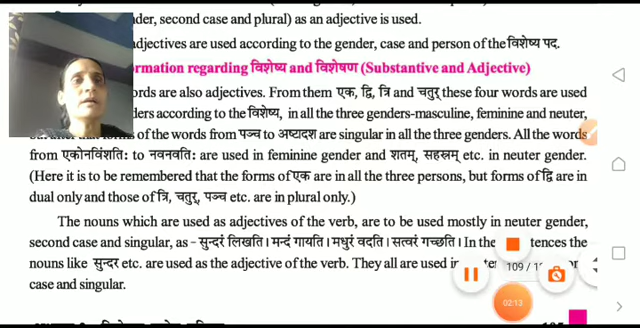 der, second case and plural) as an adjective is used.
adjectives are used according to the gender, case and person of the विशेष्य पद.
ormation regarding विशेष्य and विशेषण (Substantive and Adjective)
ords are also adjectives. From them एक, द्वि, त्रि and चतुर् these four words are used
ders according to the विशेष्य, in all the three genders-masculine, feminine and neuter,
of the words from पञ्च to अष्टादश are singular in all the three genders. All the words
from एकोनविंशतिः to नवनवतिः are used in feminine gender and शतम्, सहस्रम् etc. in neuter gender.
(Here it is to be remembered that the forms of एक are in all the three persons, but forms of द्वि are in
dual only and those of त्रि, चतुर्, पञ्च etc. are in plural only.)
The nouns which are used as adjectives of the verb, are to be used mostly in neuter gender,
second case and singular, as - सुन्दरं लिखति। मन्दं गायति। मधुरं वदति। सत्वरं गच्छति। In the tences the
nouns like सुन्दर etc. are used as the adjective of the verb. They all are used i
case and singular.
109 / 1
02:13